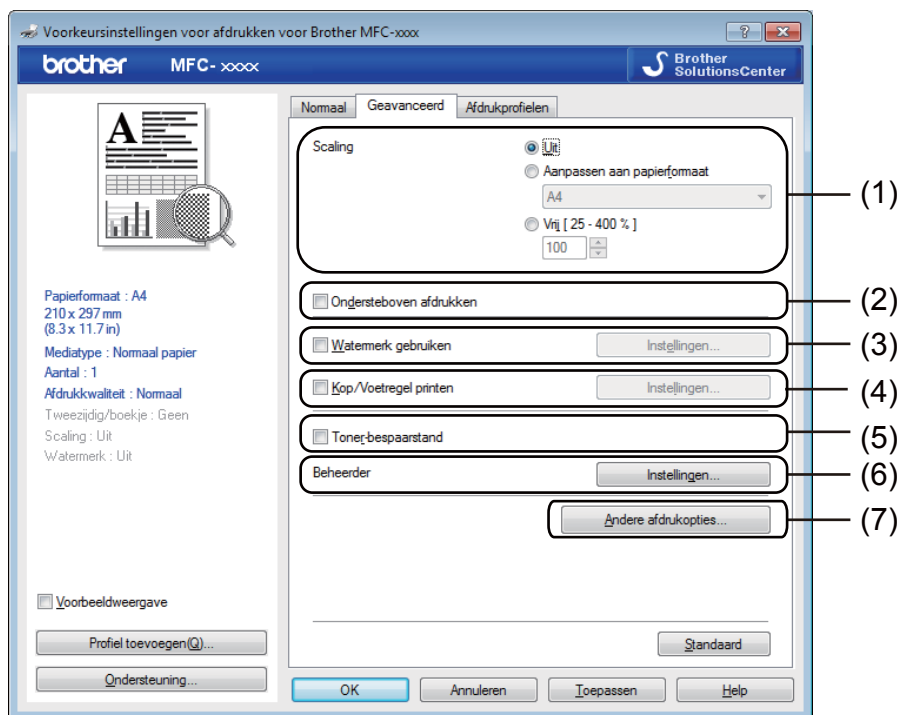 Voorkeursinstellingen voor afdrukken voor Brother MFC-xxxx
brother MFC- xxxx
Brother
SolutionsCenter
A
Papierformaat : A4
210 x 297 mm
(8.3 x 11.7 in)
Mediatype : Normaal papier
Aantal : 1
Afdrukkwaliteit : Normaal
Tweezijdig/boekje : Geen
Scaling : Uit
Watermerk : Uit
Voorbeeldweergave
Profiel toevoegen(Q)...
Ondersteuning...
Normaal Geavanceerd Afdrukprofielen
Scaling
Uit
Aanpassen aan papierformaat
A4
Vrij [ 25 - 400 % ]
100
(1)
Ondersteboven afdrukken
(2)
Watermerk gebruiken Instellingen...
(3)
Kop/Voetregel printen Instellingen...
(4)
Toner-bespaarstand
(5)
Beheerder Instellingen...
(6)
Andere afdrukopties...
(7)
Standaard
OK Annuleren Toepassen Help